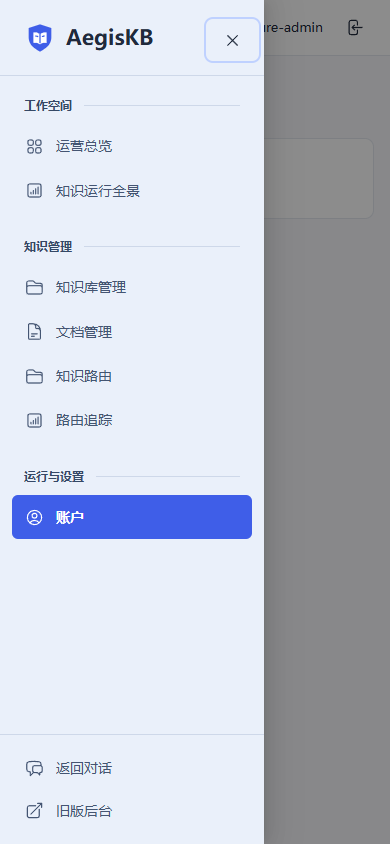 AegisKB
ure-admin
工作空间
运营总览
知识运行全景
知识管理
知识库管理
文档管理
知识路由
路由追踪
运行与设置
账户
返回对话
旧版后台